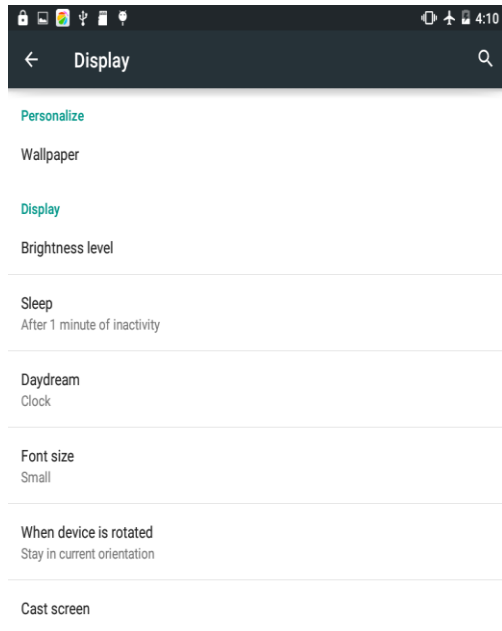 4:10
Display
Personalize
Wallpaper
Display
Brightness level
Sleep
After 1 minute of inactivity
Daydream
Clock
Font size
Small
When device is rotated
Stay in current orientation
Cast screen